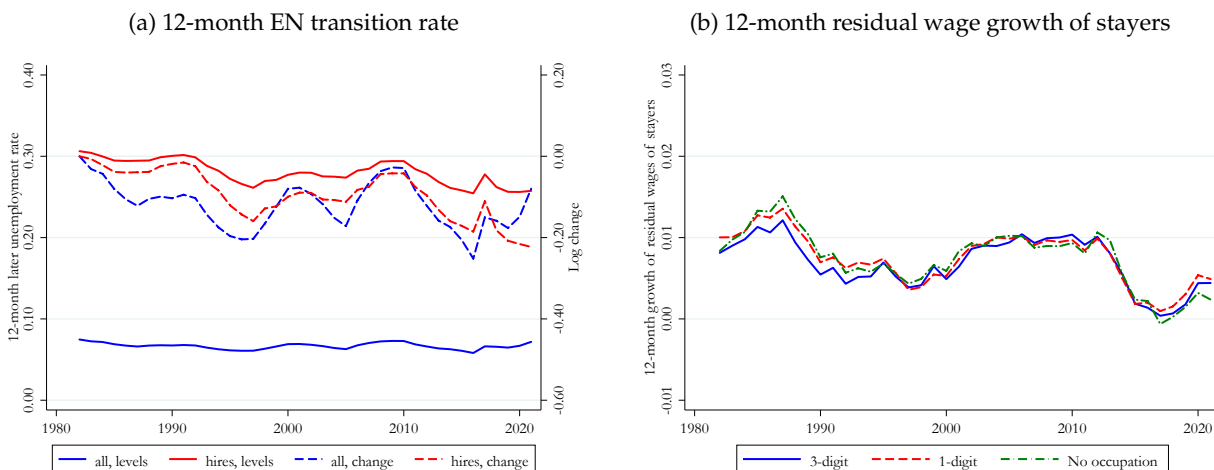 (a) 12-month EN transition rate
12-month later unemployment rate
0.40
0.30
0.20
0.10
0.00
0.20
0.00
-0.20
-0.40
-0.60
Log change
1980
1990
2000
2010
2020
all, levels
hires, levels
all, change
hires, change
(b) 12-month residual wage growth of stayers
12-month growth of residual wages of stayers
0.03
0.02
0.01
0.00
-0.01
1980
1990
2000
2010
2020
3-digit
1-digit
No occupation